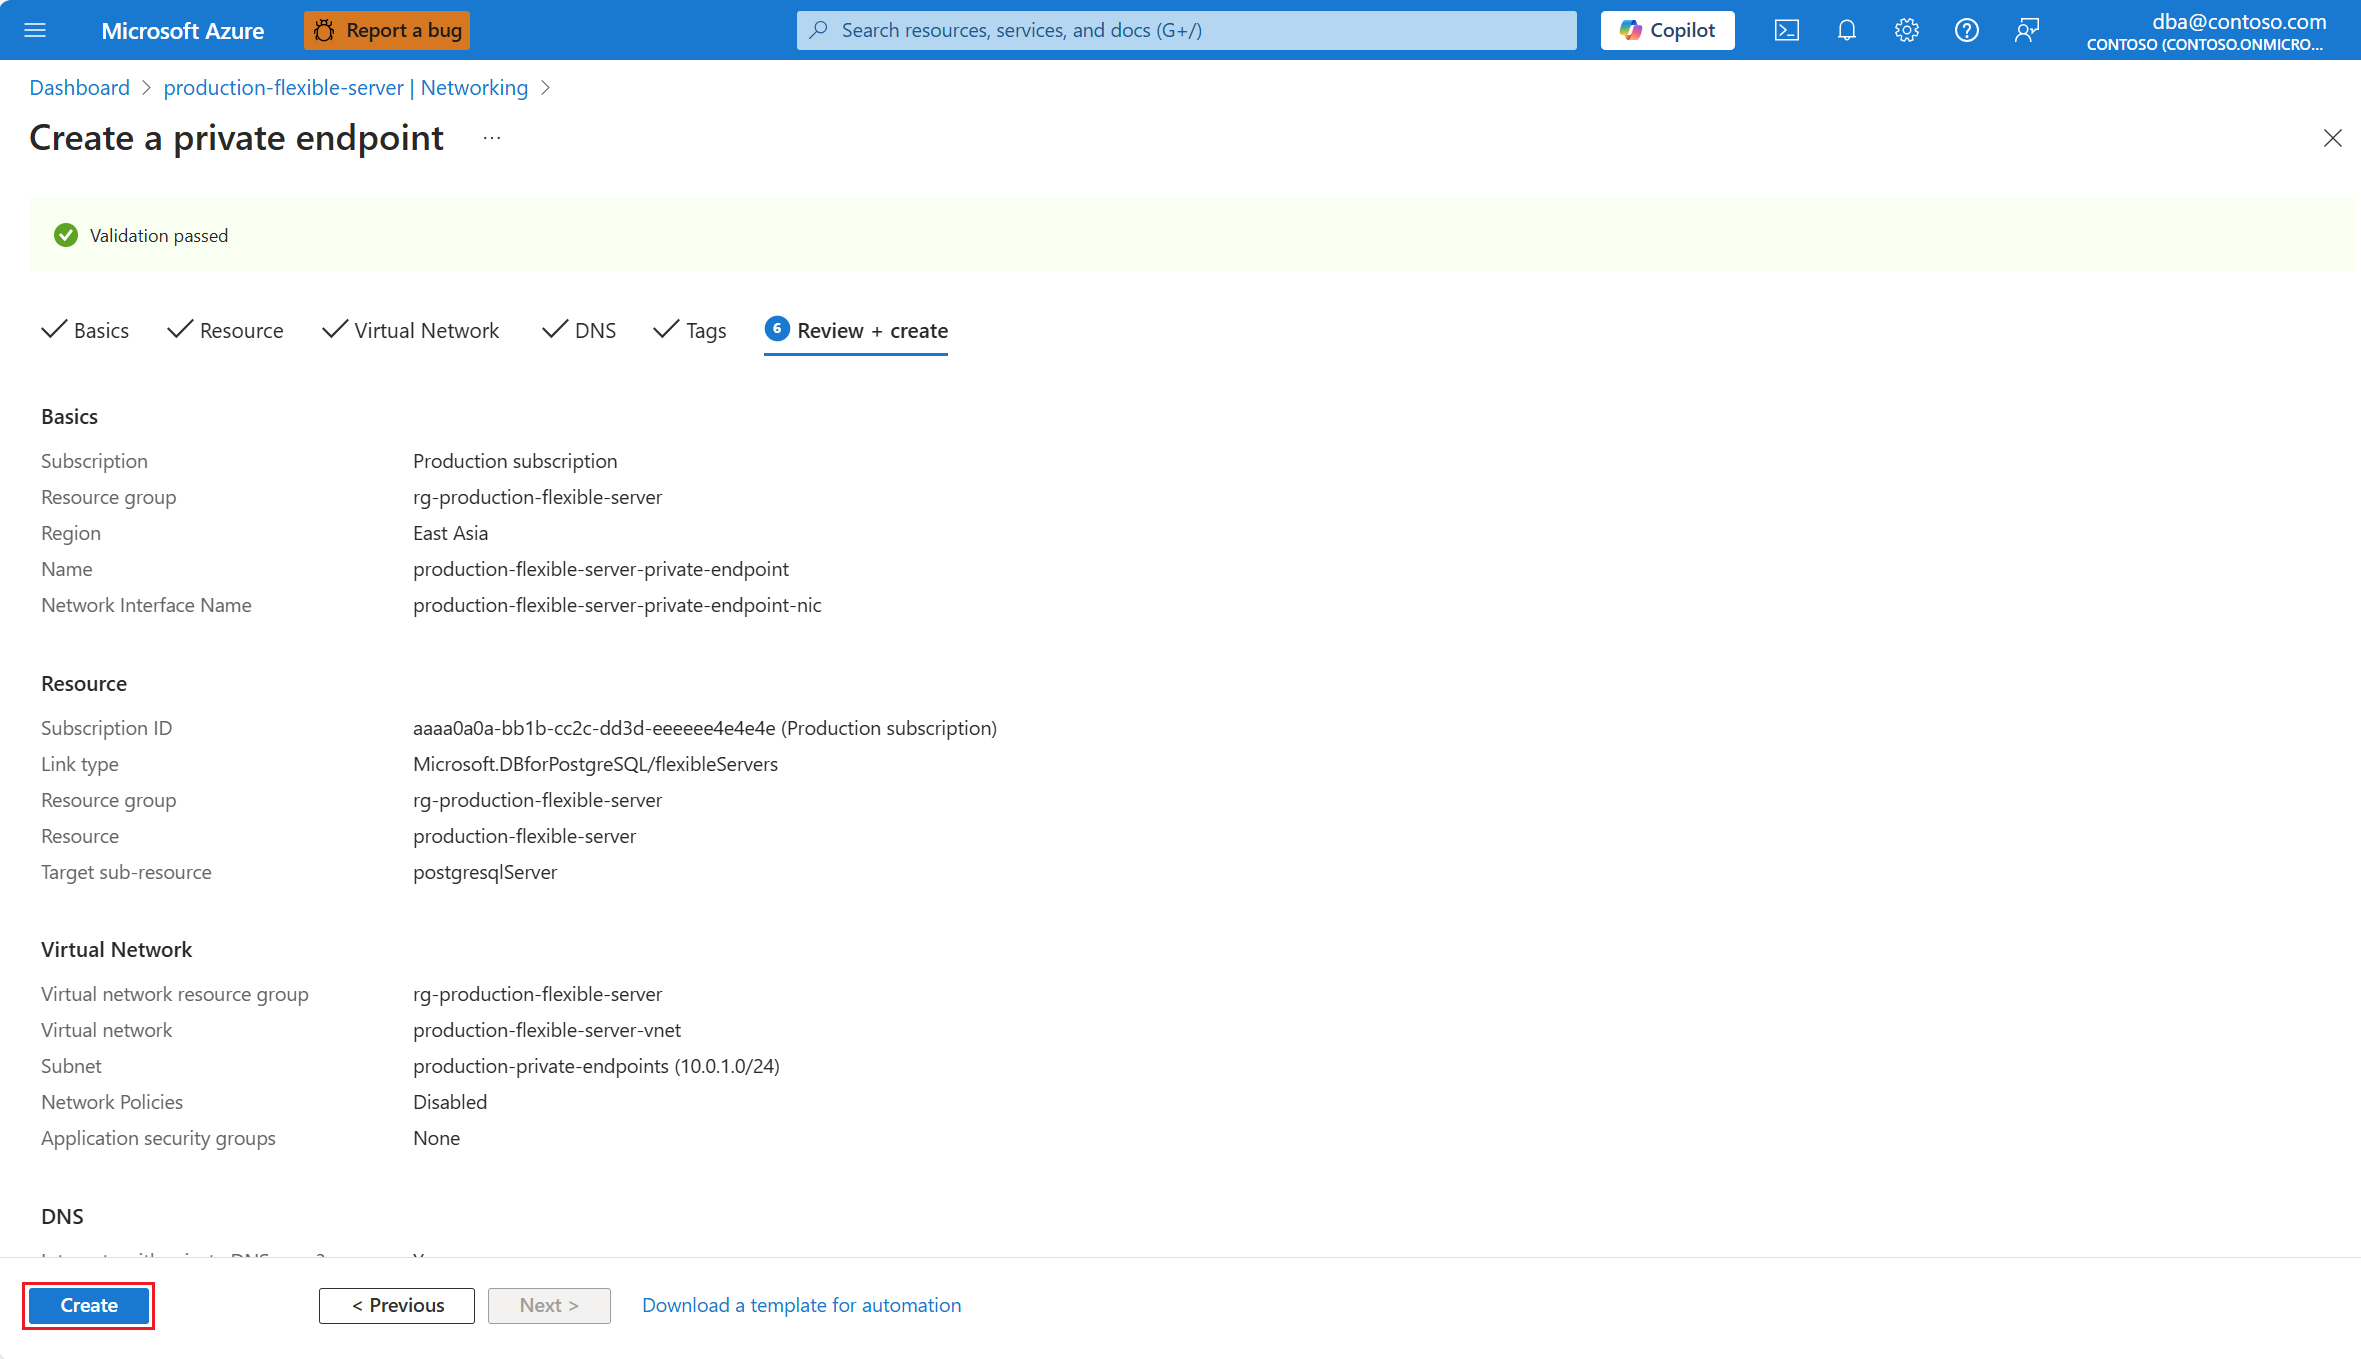 Microsoft Azure
Report a bug
Search resources, services, and docs (G+/)
Copilot
dba@contoso.com
CONTOSO (CONTOSO.ONMICRO...
Dashboard > production-flexible-server | Networking >
Create a private endpoint ...
Validation passed
Basics Resource Virtual Network DNS Tags 6 Review + create
Basics
Subscription Production subscription
Resource group rg-production-flexible-server
Region East Asia
Name production-flexible-server-private-endpoint
Network Interface Name production-flexible-server-private-endpoint-nic
Resource
Subscription ID aaaa0a0a-bb1b-cc2c-dd3d-eeeeee4e4e4e (Production subscription)
Link type Microsoft.DBforPostgreSQL/flexibleServers
Resource group rg-production-flexible-server
Resource production-flexible-server
Target sub-resource postgresqlServer
Virtual Network
Virtual network resource group rg-production-flexible-server
Virtual network production-flexible-server-vnet
Subnet production-private-endpoints (10.0.1.0/24)
Network Policies Disabled
Application security groups None
DNS
Create < Previous Next > Download a template for automation